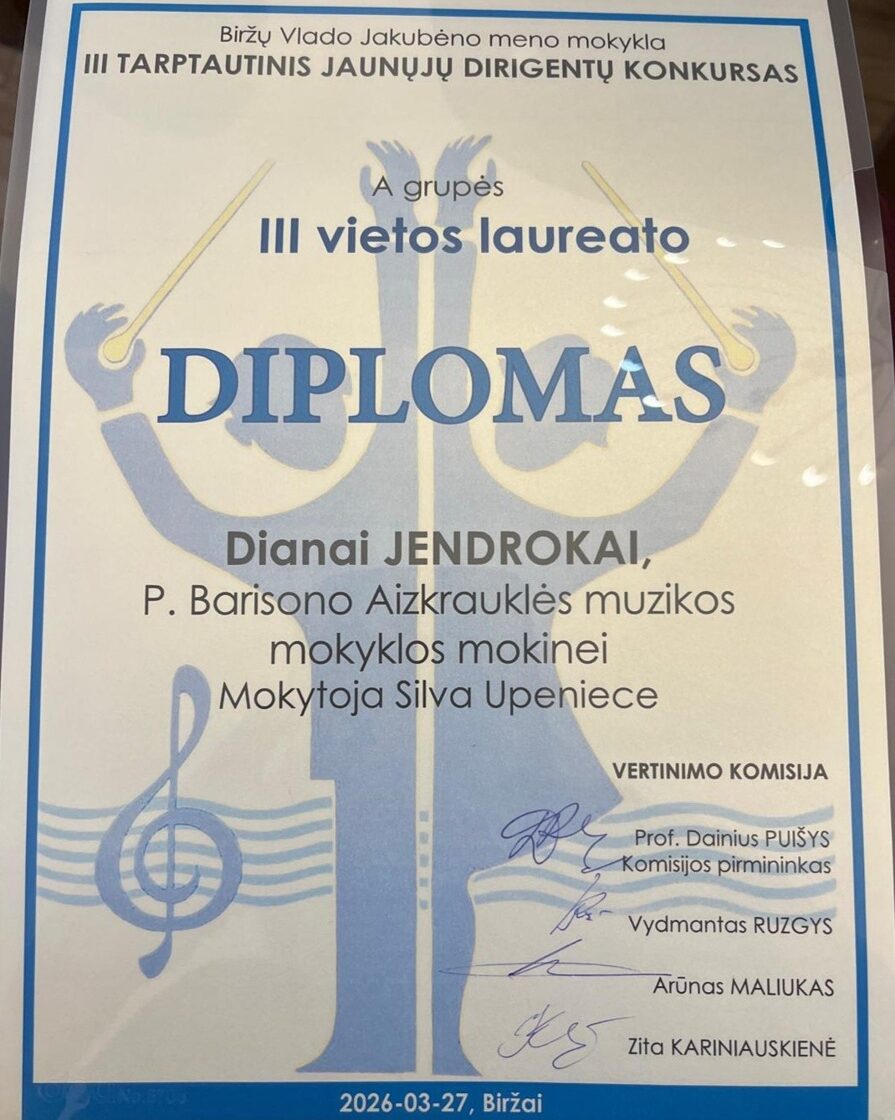 Biržų Vlado Jakubėno meno mokykla
III TARPTAUTINIS JAUNŲJŲ DIRIGENTŲ KONKURSAS
A grupės
III vietos laureato
DIPLOMAS
Dianai JENDROKAI,
P. Barisono Aizkrauklės muzikos
mokyklos mokinei
Mokytoja Silva Upeniece
VERTINIMO KOMISIJA
Prof. Dainius PUIŠYS
Komisijos pirmininkas
Vydmantas RUZGYS
Arūnas MALIUKAS
Zita KARINIAUSKIENĖ
2026-03-27, Biržai